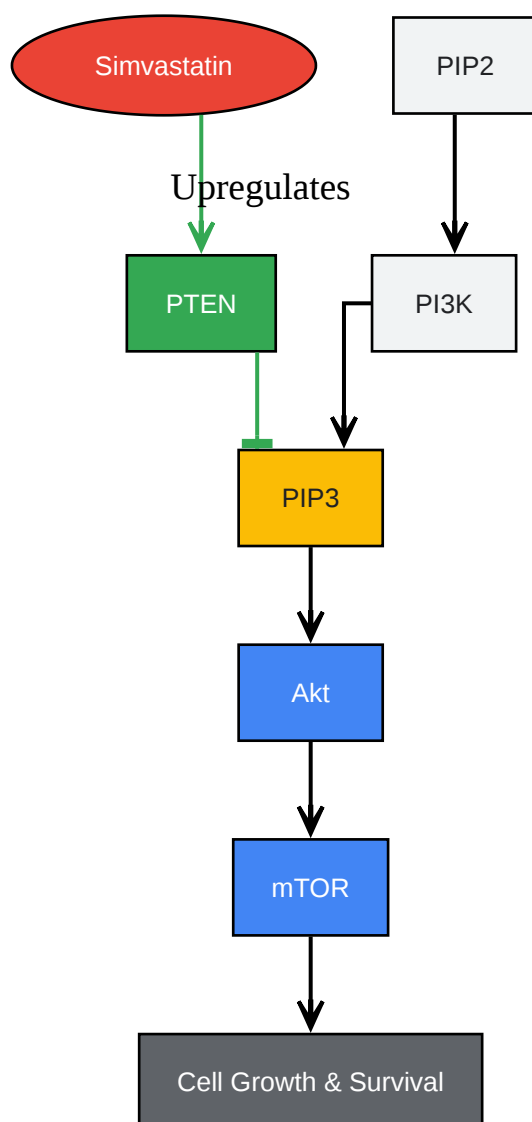 Simvastatin
PIP2
Upregulates
PTEN
PI3K
PIP3
Akt
mTOR
Cell Growth & Survival